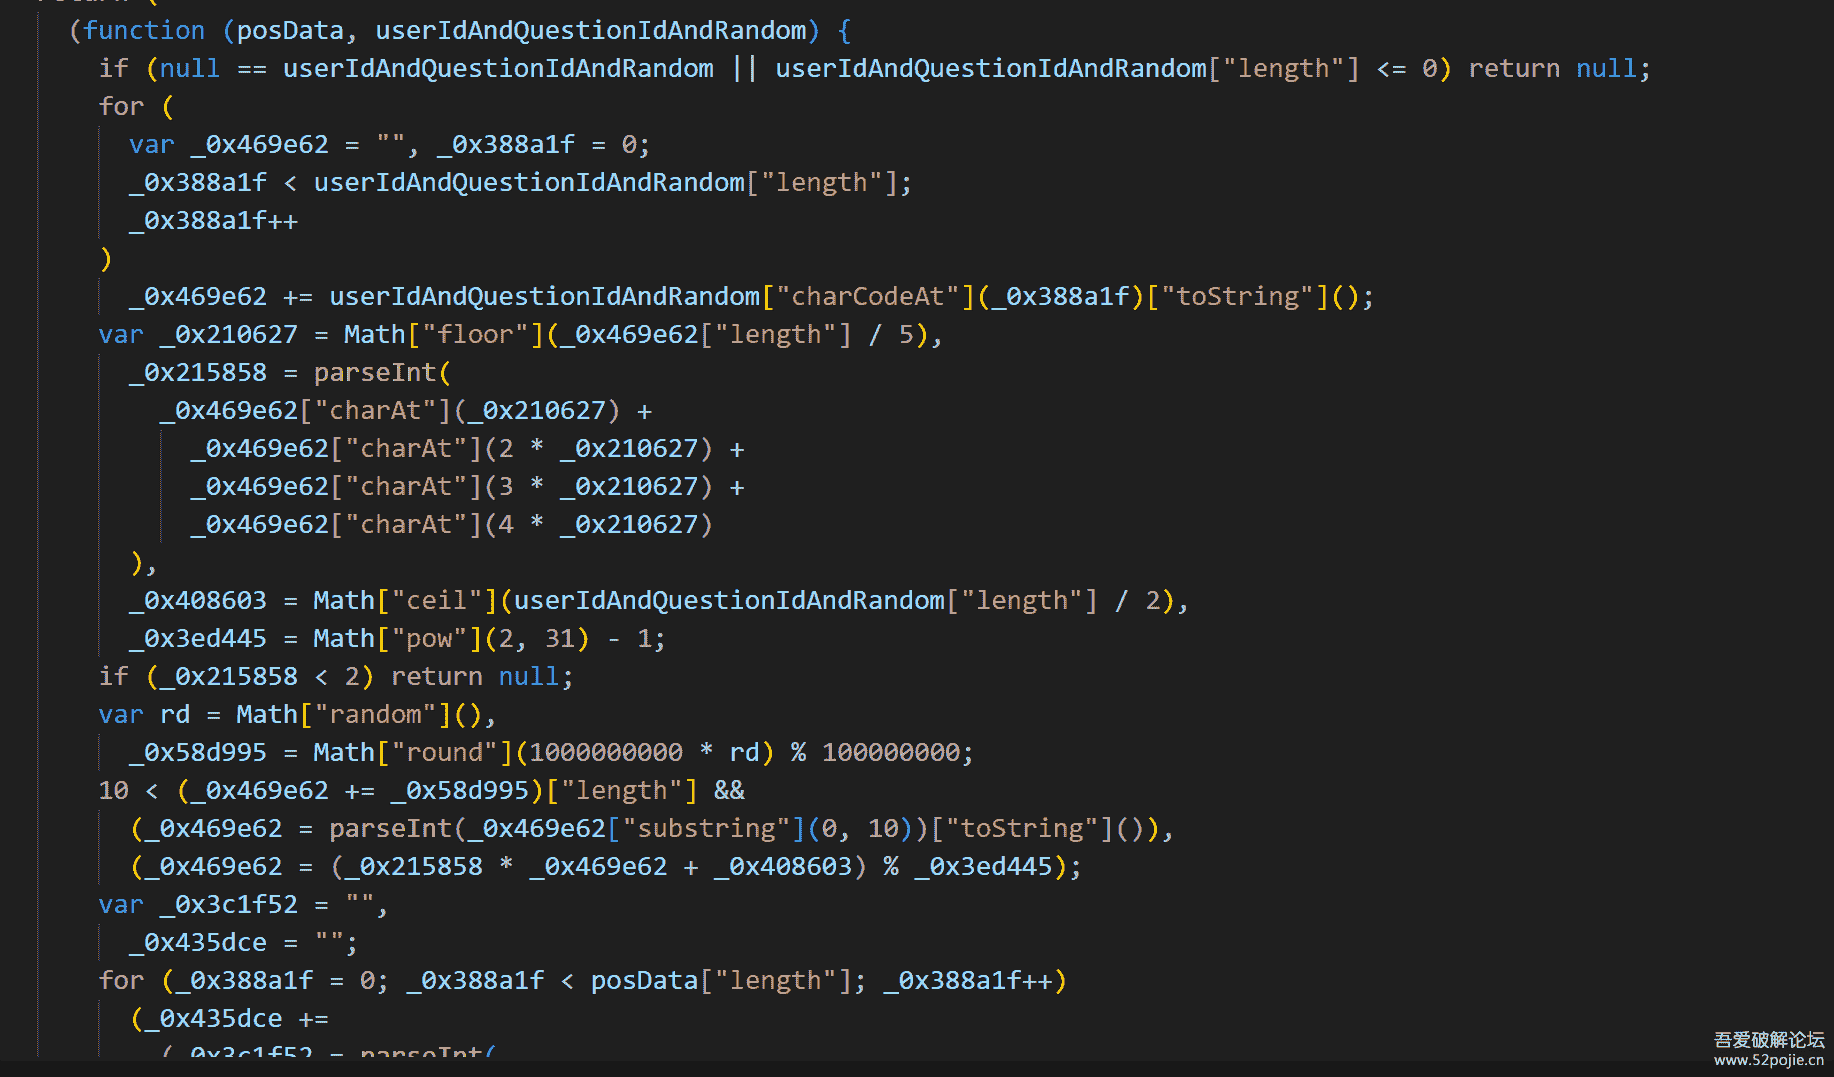 (function (posData, userIdAndQuestionIdAndRandom) {
if (null == userIdAndQuestionIdAndRandom || userIdAndQuestionIdAndRandom["length"] <= 0) return null;
for (
var _0x469e62 = "", _0x388a1f = 0;
_0x388a1f < userIdAndQuestionIdAndRandom["length"];
_0x388a1f++
)
_0x469e62 += userIdAndQuestionIdAndRandom["charCodeAt"](_0x388a1f)["toString"]();
var _0x210627 = Math["floor"](_0x469e62["length"] / 5),
_0x215858 = parseInt(
_0x469e62["charAt"](_0x210627) +
_0x469e62["charAt"](2 * _0x210627) +
_0x469e62["charAt"](3 * _0x210627) +
_0x469e62["charAt"](4 * _0x210627)
),
_0x408603 = Math["ceil"](userIdAndQuestionIdAndRandom["length"] / 2),
_0x3ed445 = Math["pow"](2, 31) - 1;
if (_0x215858 < 2) return null;
var rd = Math["random"](),
_0x58d995 = Math["round"](1000000000 * rd) % 100000000;
10 < (_0x469e62 += _0x58d995)["length"] &&
(_0x469e62 = parseInt(_0x469e62["substring"](0, 10))["toString"]()),
(_0x469e62 = (_0x215858 * _0x469e62 + _0x408603) % _0x3ed445);
var _0x3c1f52 = "",
_0x435dce = "";
for (_0x388a1f = 0; _0x388a1f < posData["length"]; _0x388a1f++)
(_0x435dce +=
(_0x3c1f52 = parseInt(
吾爱破解论坛
www.52pojie.cn